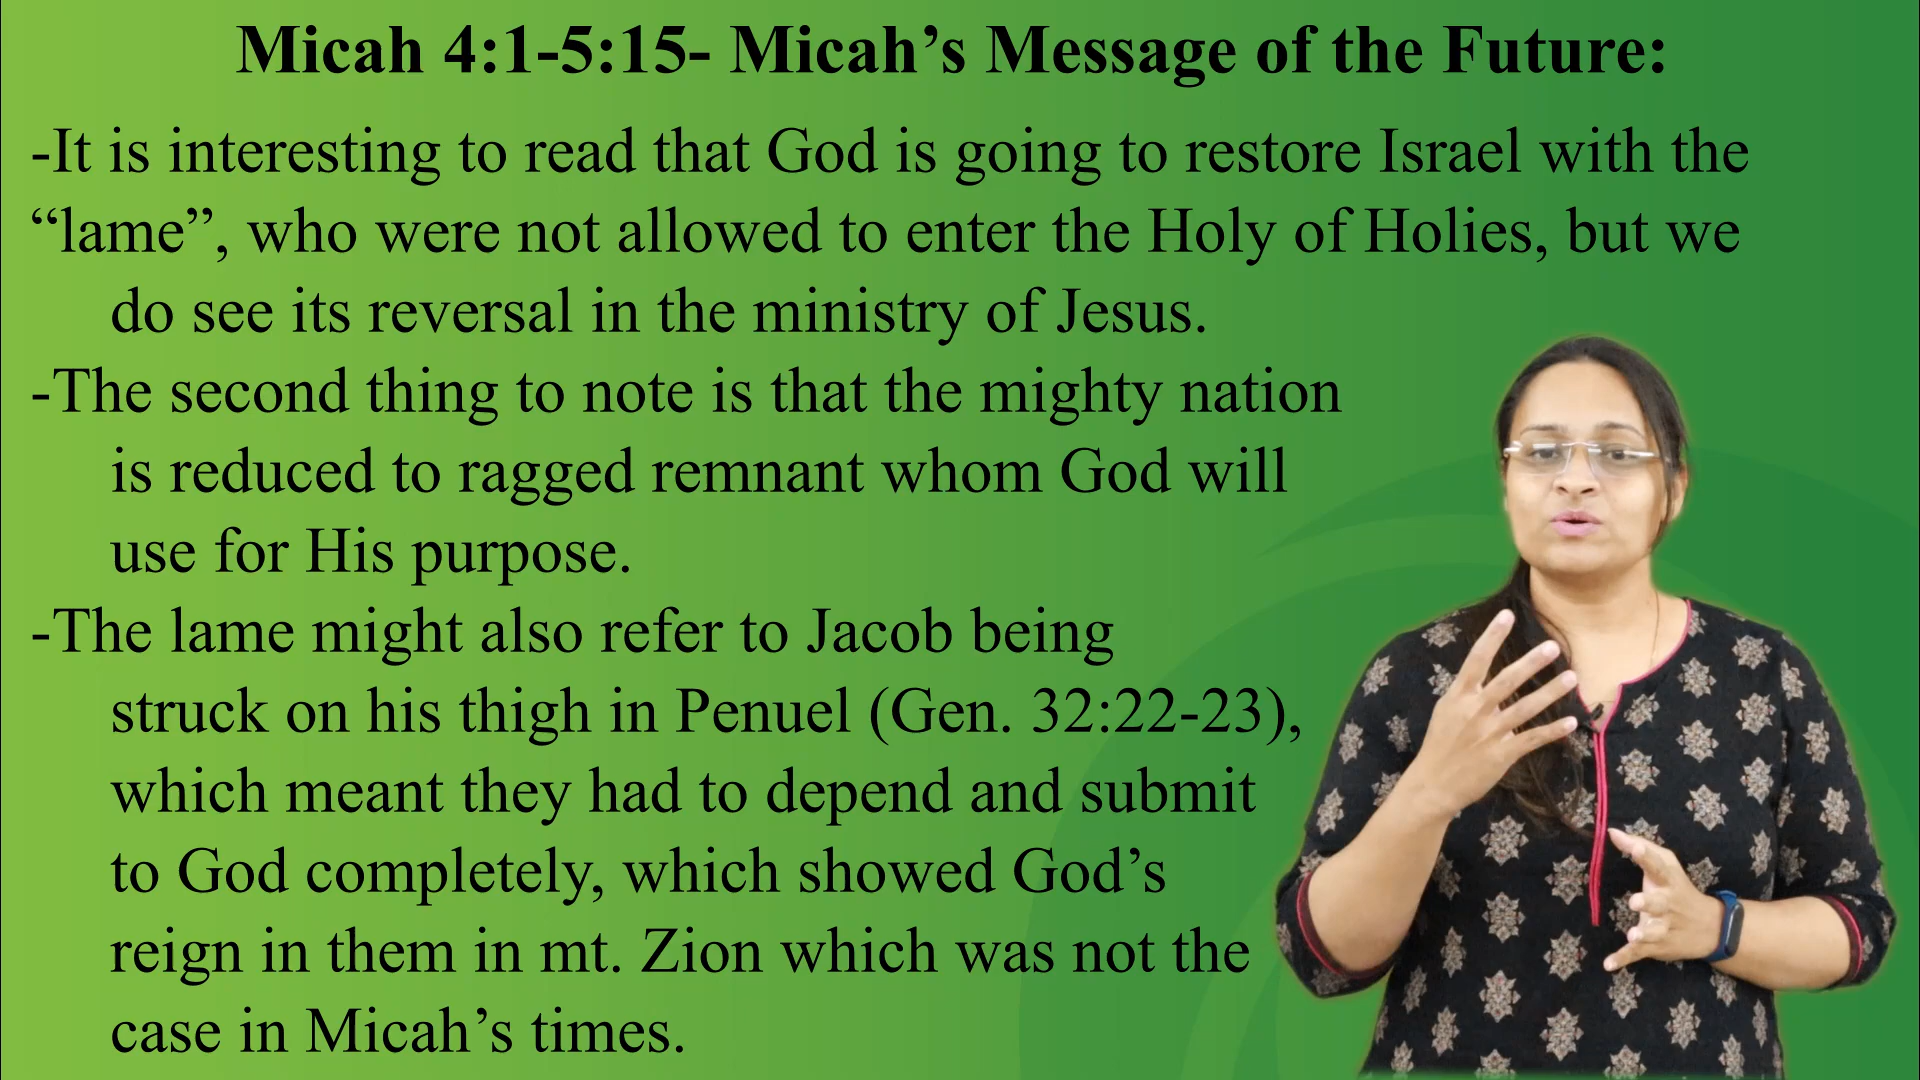 Micah 4:1-5:15- Micah’s Message of the Future:
-It is interesting to read that God is going to restore Israel with the
“lame”, who were not allowed to enter the Holy of Holies, but we
do see its reversal in the ministry of Jesus.
-The second thing to note is that the mighty nation
is reduced to ragged remnant whom God will
use for His purpose.
-The lame might also refer to Jacob being
struck on his thigh in Penuel (Gen. 32:22-23),
which meant they had to depend and submit
to God completely, which showed God’s
reign in them in mt. Zion which was not the
case in Micah’s times.